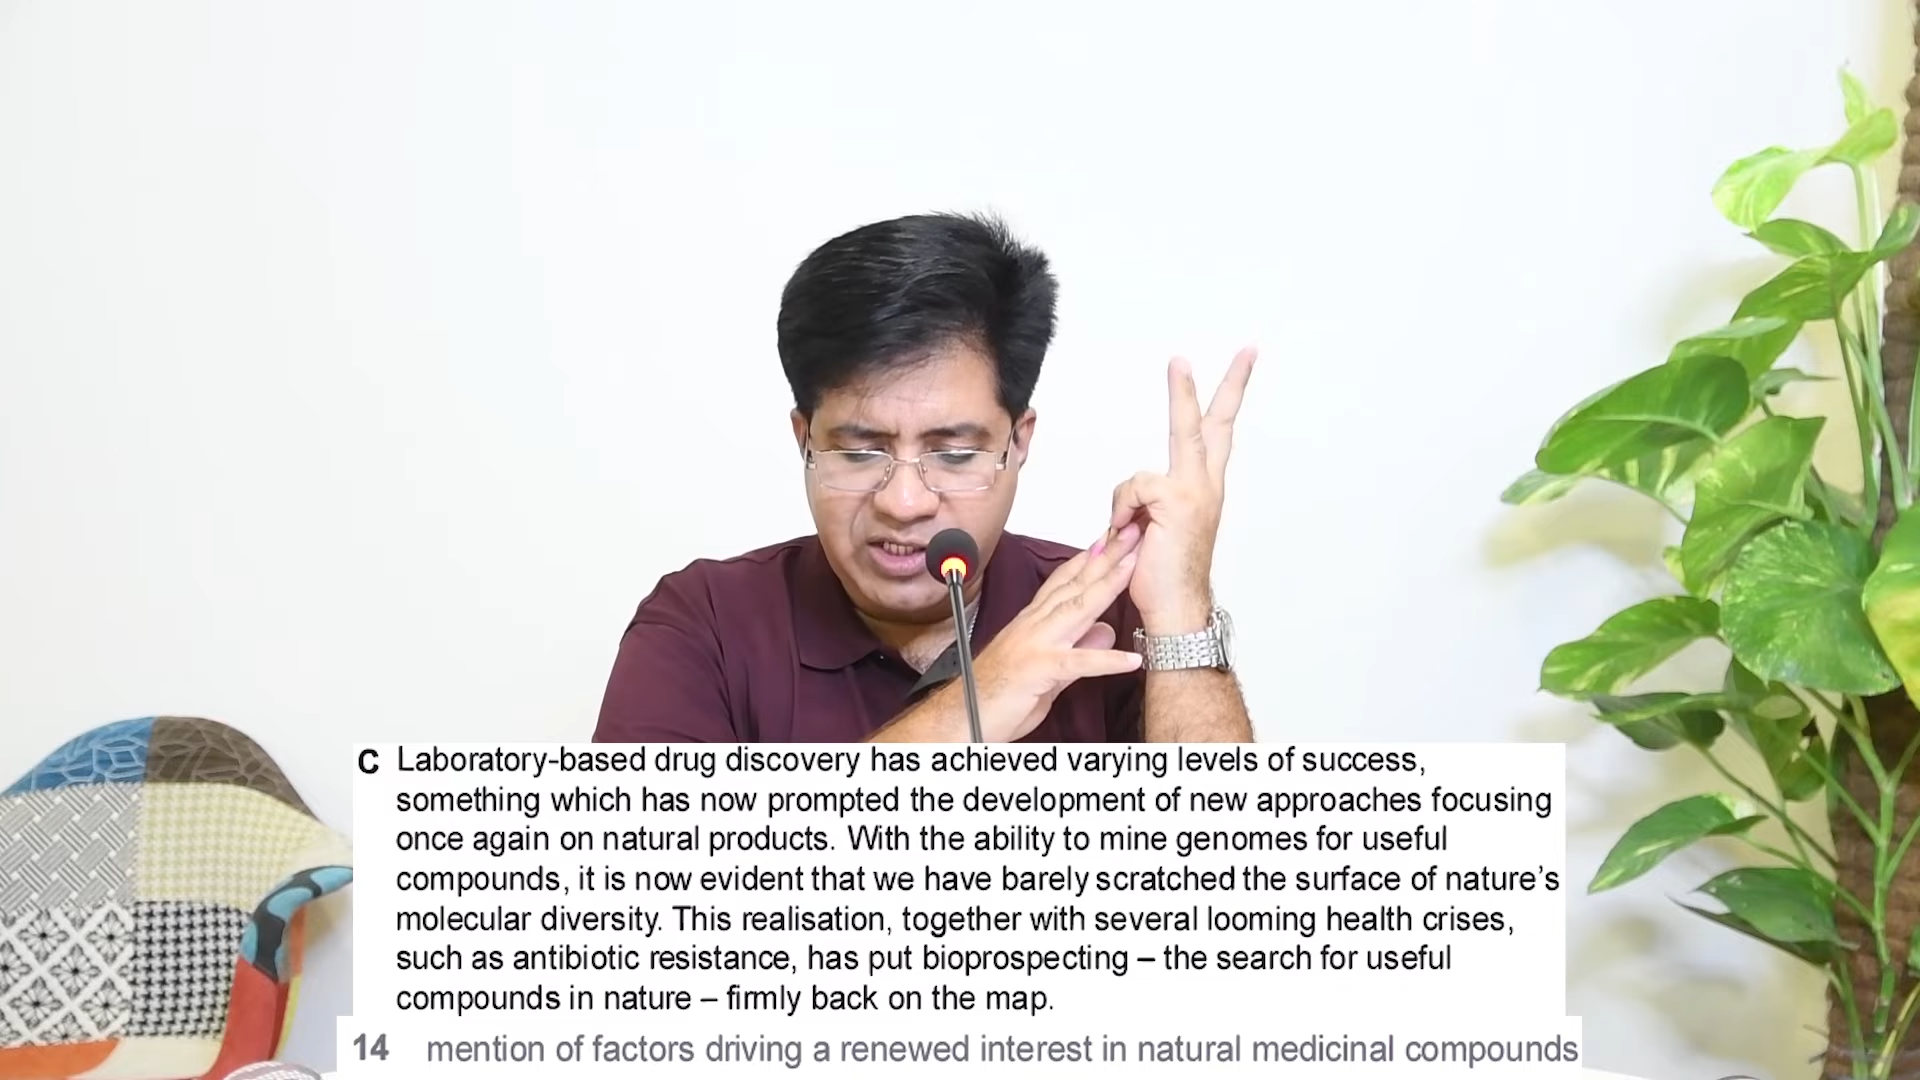 C Laboratory-based drug discovery has achieved varying levels of success,
something which has now prompted the development of new approaches focusing
once again on natural products. With the ability to mine genomes for useful
compounds, it is now evident that we have barely scratched the surface of nature's
molecular diversity. This realisation, together with several looming health crises,
such as antibiotic resistance, has put bioprospecting – the search for useful
compounds in nature – firmly back on the map.
14 mention of factors driving a renewed interest in natural medicinal compounds